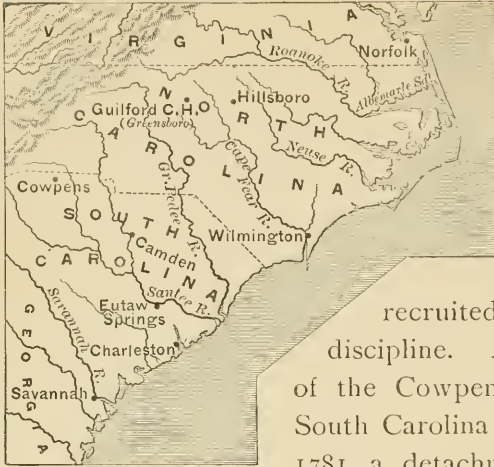 VIRGINIA
Roanoke R.
Norfolk
Albemarle Sd.
Guilford C.H.
(Greensboro)
Hillsboro
NORTH
CAROLINA
Neuse R.
Cape Fear R.
Gr. Pedee R.
Cowpens
SOUTH
CAROLINA
Camden
Wilmington
Santee R.
Eutaw
Springs
Charleston
Savannah R.
GEORGIA
Savannah
recruited
discipline.
of the Cowpen
South Carolina
1781 a detach